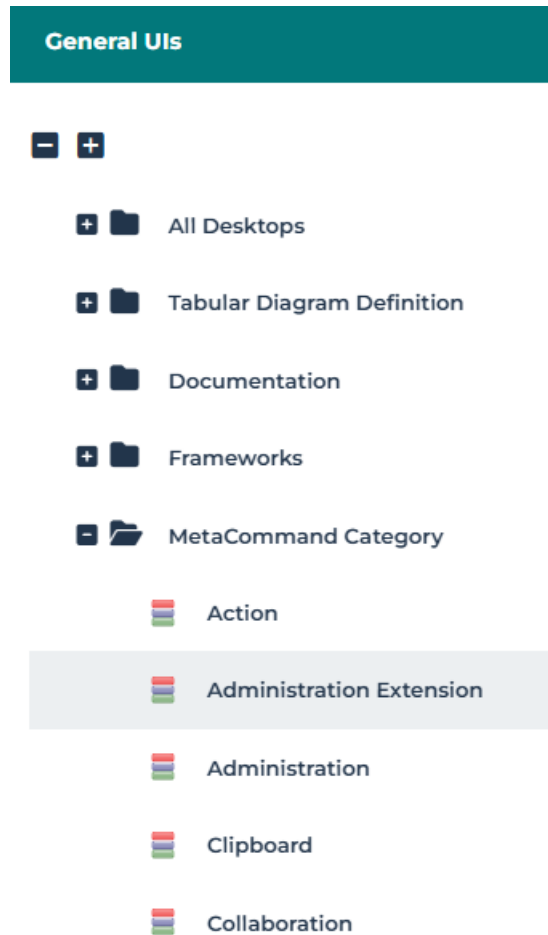 General UIs
All Desktops
Tabular Diagram Definition
Documentation
Frameworks
MetaCommand Category
Action
Administration Extension
Administration
Clipboard
Collaboration